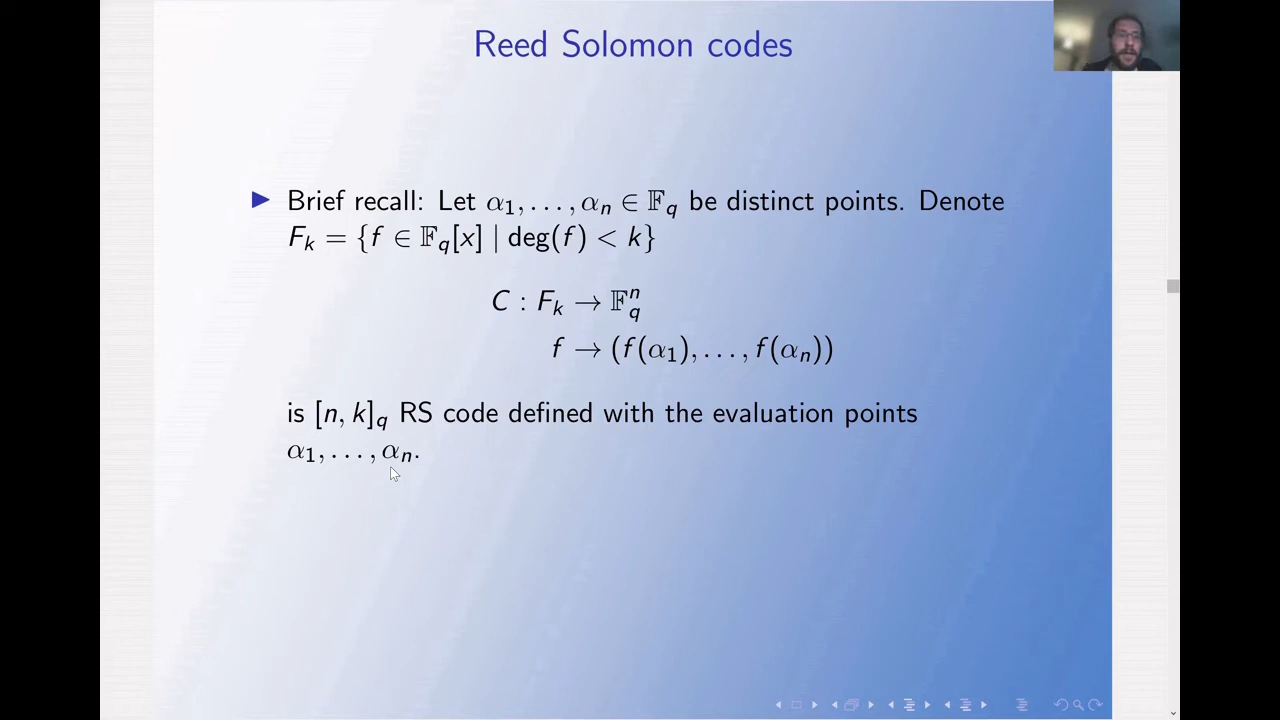 Reed Solomon codes
Brief recall: Let α₁, . . . , αₙ ∈ 𝔽_q be distinct points. Denote
F_k = {f ∈ 𝔽_q[x] | deg(f) < k}
C : F_k → 𝔽_q^n
f → (f(α₁), . . . , f(αₙ))
is [n, k]_q RS code defined with the evaluation points
α₁, . . . , αₙ.